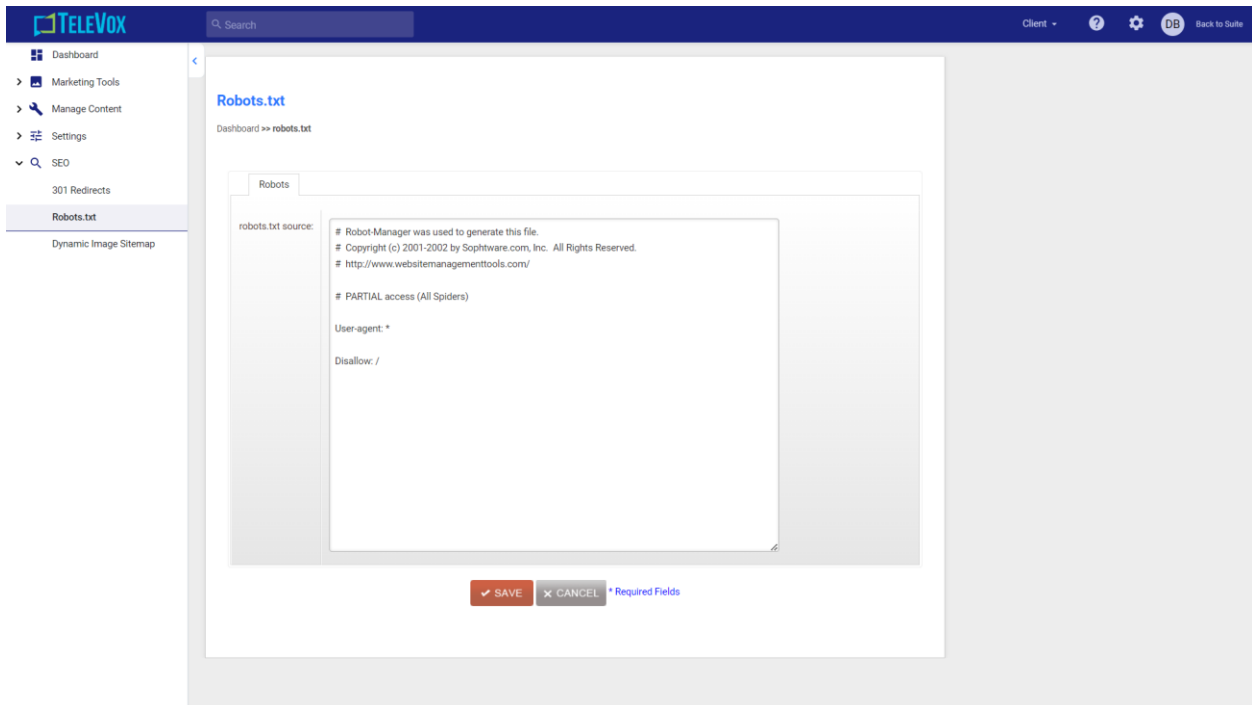 TELEVOX
Search
Client
?
DB
Back to Suite
Dashboard
Marketing Tools
Manage Content
Settings
SEO
301 Redirects
Robots.txt
Dynamic Image Sitemap
Robots.txt
Dashboard >> robots.txt
Robots
robots.txt source:
# Robot-Manager was used to generate this file.
# Copyright (c) 2001-2002 by Sophtware.com, Inc. All Rights Reserved.
# http://www.websitemanagementtools.com/
# PARTIAL access (All Spiders)
User-agent: *
Disallow: /
SAVE
CANCEL
* Required Fields